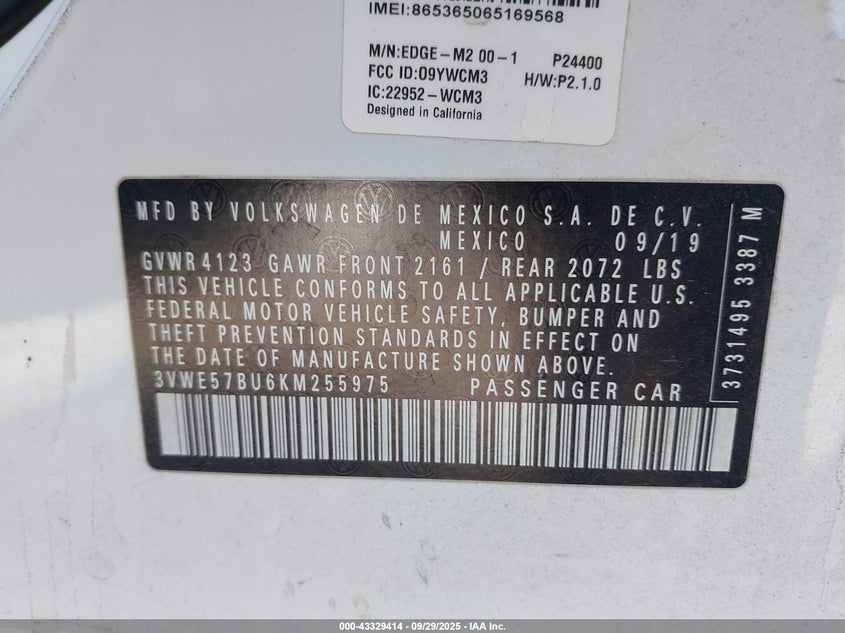 IMEI:865365065169568
M/N:EDGE-M2 00-1 P24400
FCC ID:O9YWCM3 H/W:P2.1.0
IC:22952-WCM3
Designed in California
MFD BY VOLKSWAGEN DE MEXICO S.A. DE C.V.
MEXICO 09/19
GVWR 4123 GAWR FRONT 2161 / REAR 2072 LBS
THIS VEHICLE CONFORMS TO ALL APPLICABLE U.S.
FEDERAL MOTOR VEHICLE SAFETY, BUMPER AND
THEFT PREVENTION STANDARDS IN EFFECT ON
THE DATE OF MANUFACTURE SHOWN ABOVE.
3VWE57BU6KM255975 PASSENGER CAR
3731495 3387 M
000-43329414 - 09/29/2025 - IAA Inc.